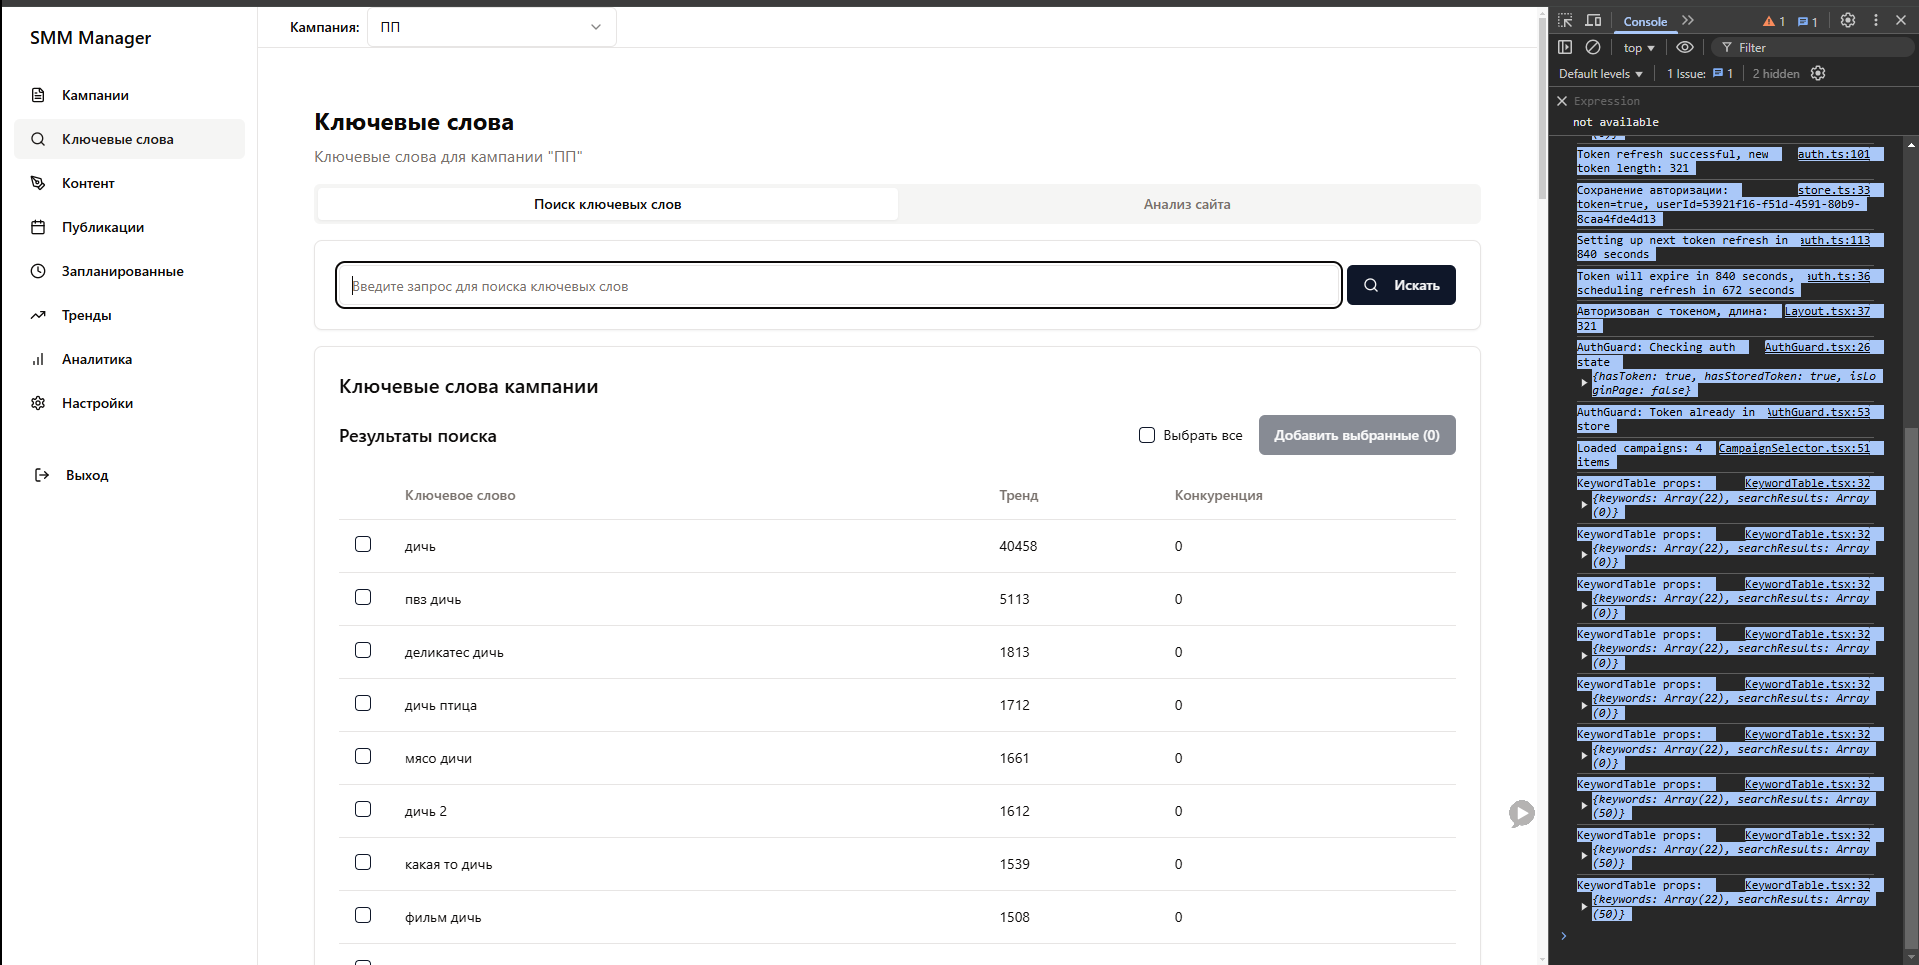 SMM Manager
Кампании
Ключевые слова
Контент
Публикации
Запланированные
Тренды
Аналитика
Настройки
Выход
Кампания:
ПП
Ключевые слова
Ключевые слова для кампании "ПП"
Поиск ключевых слов
Анализ сайта
Введите запрос для поиска ключевых слов
Искать
Ключевые слова кампании
Результаты поиска
Выбрать все
Добавить выбранные (0)
Ключевое слово Тренд Конкуренция
дичь 40458 0
пвз дичь 5113 0
деликатес дичь 1813 0
дичь птица 1712 0
мясо дичи 1661 0
дичь 2 1612 0
какая то дичь 1539 0
фильм дичь 1508 0
Console
1
1
top
Filter
Default levels
1 Issue: 1
2 hidden
Expression
not available
Token refresh successful, new auth.ts:101
token length: 321
Сохранение авторизации: store.ts:33
token=true, userId=53921f16-f51d-4591-80b9-
8caa4fde4d13
Setting up next token refresh in auth.ts:113
840 seconds
Token will expire in 840 seconds, auth.ts:36
scheduling refresh in 672 seconds
Авторизован с токеном, длина: Layout.tsx:37
321
AuthGuard: Checking auth AuthGuard.tsx:26
state
{hasToken: true, hasStoredToken: true, isLo
ginPage: false}
AuthGuard: Token already in AuthGuard.tsx:53
store
Loaded campaigns: 4 CampaignSelector.tsx:51
items
KeywordTable props: KeywordTable.tsx:32
{keywords: Array(22), searchResults: Array
(0)}
KeywordTable props: KeywordTable.tsx:32
{keywords: Array(22), searchResults: Array
(0)}
KeywordTable props: KeywordTable.tsx:32
{keywords: Array(22), searchResults: Array
(0)}
KeywordTable props: KeywordTable.tsx:32
{keywords: Array(22), searchResults: Array
(0)}
KeywordTable props: KeywordTable.tsx:32
{keywords: Array(22), searchResults: Array
(0)}
KeywordTable props: KeywordTable.tsx:32
{keywords: Array(22), searchResults: Array
(0)}
KeywordTable props: KeywordTable.tsx:32
{keywords: Array(22), searchResults: Array
(50)}
KeywordTable props: KeywordTable.tsx:32
{keywords: Array(22), searchResults: Array
(50)}
KeywordTable props: KeywordTable.tsx:32
{keywords: Array(22), searchResults: Array
(50)}